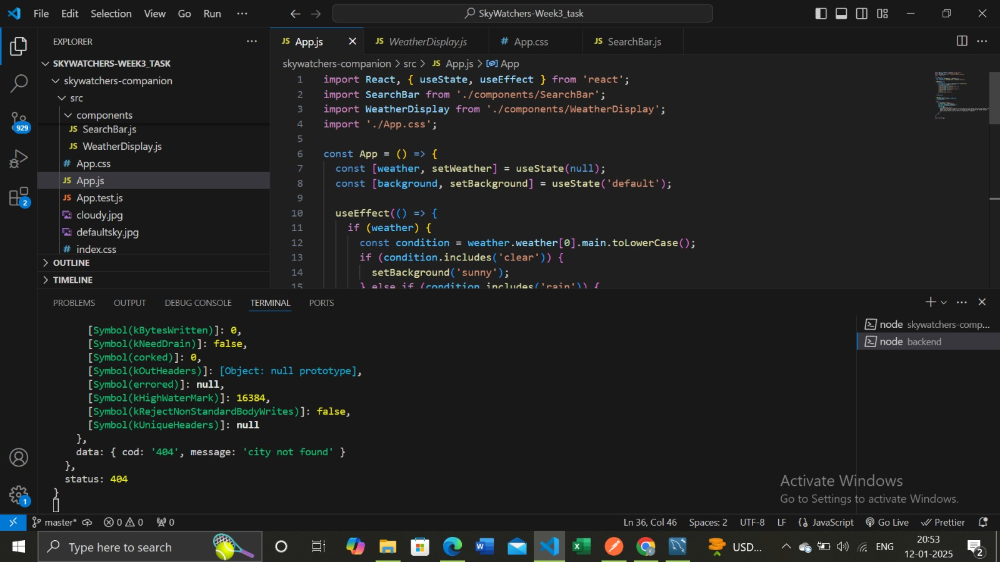 File Edit Selection View Go Run ···
SkyWatchers-Week3_task
EXPLORER
SKYWATCHERS-WEEK3_TASK
skywatchers-companion
src
components
JS SearchBar.js
JS WeatherDisplay.js
# App.css
JS App.js
JS App.test.js
cloudy.jpg
defaultsky.jpg
# index.css
OUTLINE
TIMELINE
929
2
1
JS App.js
JS WeatherDisplay.js
# App.css
JS SearchBar.js
skywatchers-companion > src > JS App.js > App
1 import React, { useState, useEffect } from 'react';
2 import SearchBar from './components/SearchBar';
3 import WeatherDisplay from './components/WeatherDisplay';
4 import './App.css';
5
6 const App = () => {
7 const [weather, setWeather] = useState(null);
8 const [background, setBackground] = useState('default');
9
10 useEffect(() => {
11 if (weather) {
12 const condition = weather.weather[0].main.toLowerCase();
13 if (condition.includes('clear')) {
14 setBackground('sunny');
15 } else if (condition.includes('rain')) {
PROBLEMS OUTPUT DEBUG CONSOLE TERMINAL PORTS
[Symbol(kBytesWritten)]: 0,
[Symbol(kNeedDrain)]: false,
[Symbol(corked)]: 0,
[Symbol(kOutHeaders)]: [Object: null prototype],
[Symbol(errored)]: null,
[Symbol(kHighWaterMark)]: 16384,
[Symbol(kRejectNonStandardBodyWrites)]: false,
[Symbol(kUniqueHeaders)]: null
},
data: { cod: '404', message: 'city not found' }
},
status: 404
}
node skywatchers-comp...
node backend
Activate Windows
Go to Settings to activate Windows.
master* 0 0 0
Ln 36, Col 46 Spaces: 2 UTF-8 LF {} JavaScript Go Live Prettier
Type here to search
USD...
ENG
20:53
12-01-2025
2